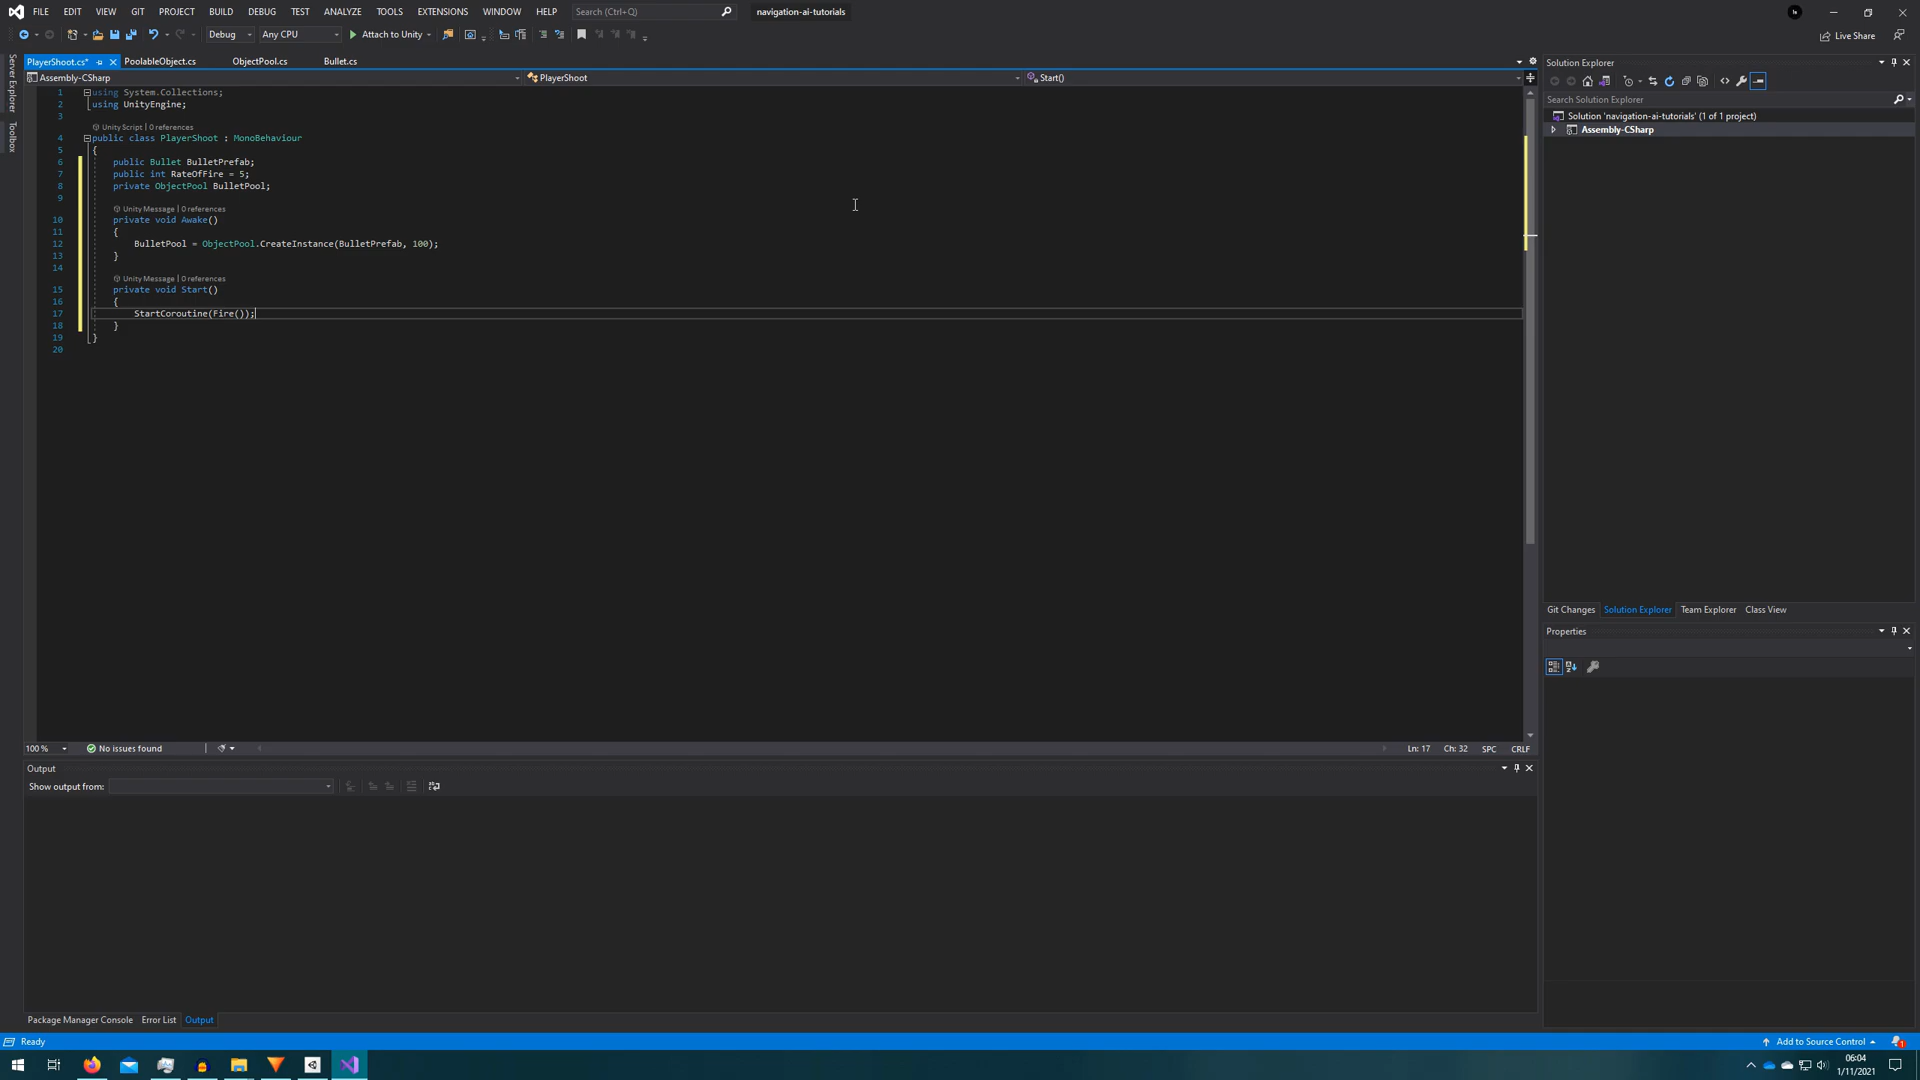 FILE EDIT VIEW GIT PROJECT BUILD DEBUG TEST ANALYZE TOOLS EXTENSIONS WINDOW HELP Search (Ctrl+Q) navigation-ai-tutorials
Debug Any CPU Attach to Unity Live Share
PlayerShoot.cs* PoolableObject.cs ObjectPool.cs Bullet.cs
Assembly-CSharp PlayerShoot Start()
Server Explorer
Toolbox
1 using System.Collections;
2 using UnityEngine;
3
Unity Script | 0 references
4 public class PlayerShoot : MonoBehaviour
5 {
6 public Bullet BulletPrefab;
7 public int RateOfFire = 5;
8 private ObjectPool BulletPool;
9
Unity Message | 0 references
10 private void Awake()
11 {
12 BulletPool = ObjectPool.CreateInstance(BulletPrefab, 100);
13 }
14
Unity Message | 0 references
15 private void Start()
16 {
17 StartCoroutine(Fire());
18 }
19 }
20
100 % No issues found Ln: 17 Ch: 32 SPC CRLF
Solution Explorer
Search Solution Explorer
Solution 'navigation-ai-tutorials' (1 of 1 project)
Assembly-CSharp
Git Changes Solution Explorer Team Explorer Class View
Properties
Output
Show output from:
Package Manager Console Error List Output
Ready Add to Source Control 1
06:04
1/11/2021